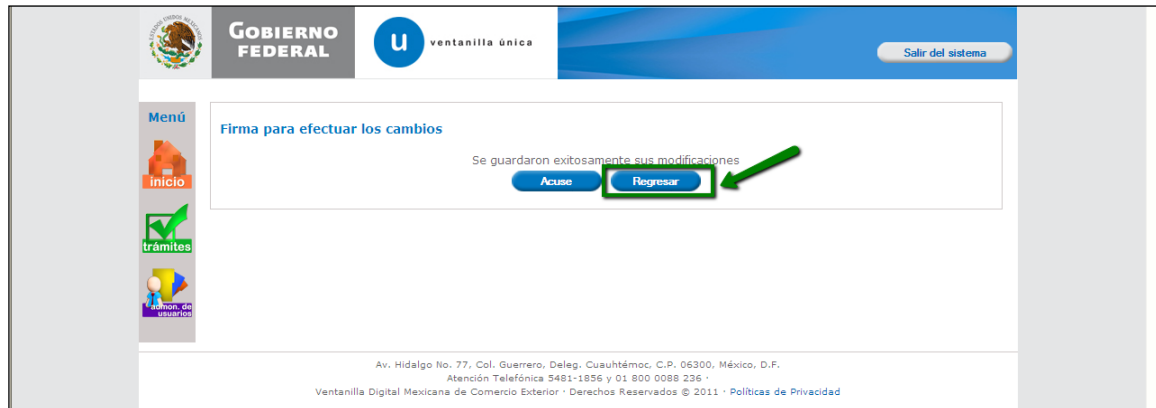 GOBIERNO
FEDERAL
u ventanilla única
Salir del sistema
Menú
inicio
trámites
admon. de
usuarios
Firma para efectuar los cambios
Se guardaron exitosamente sus modificaciones
Acuse Regresar
Av. Hidalgo No. 77, Col. Guerrero, Deleg. Cuauhtémoc, C.P. 06300, México, D.F.
Atención Telefónica 5481-1856 y 01 800 0088 236 ·
Ventanilla Digital Mexicana de Comercio Exterior · Derechos Reservados © 2011 · Políticas de Privacidad